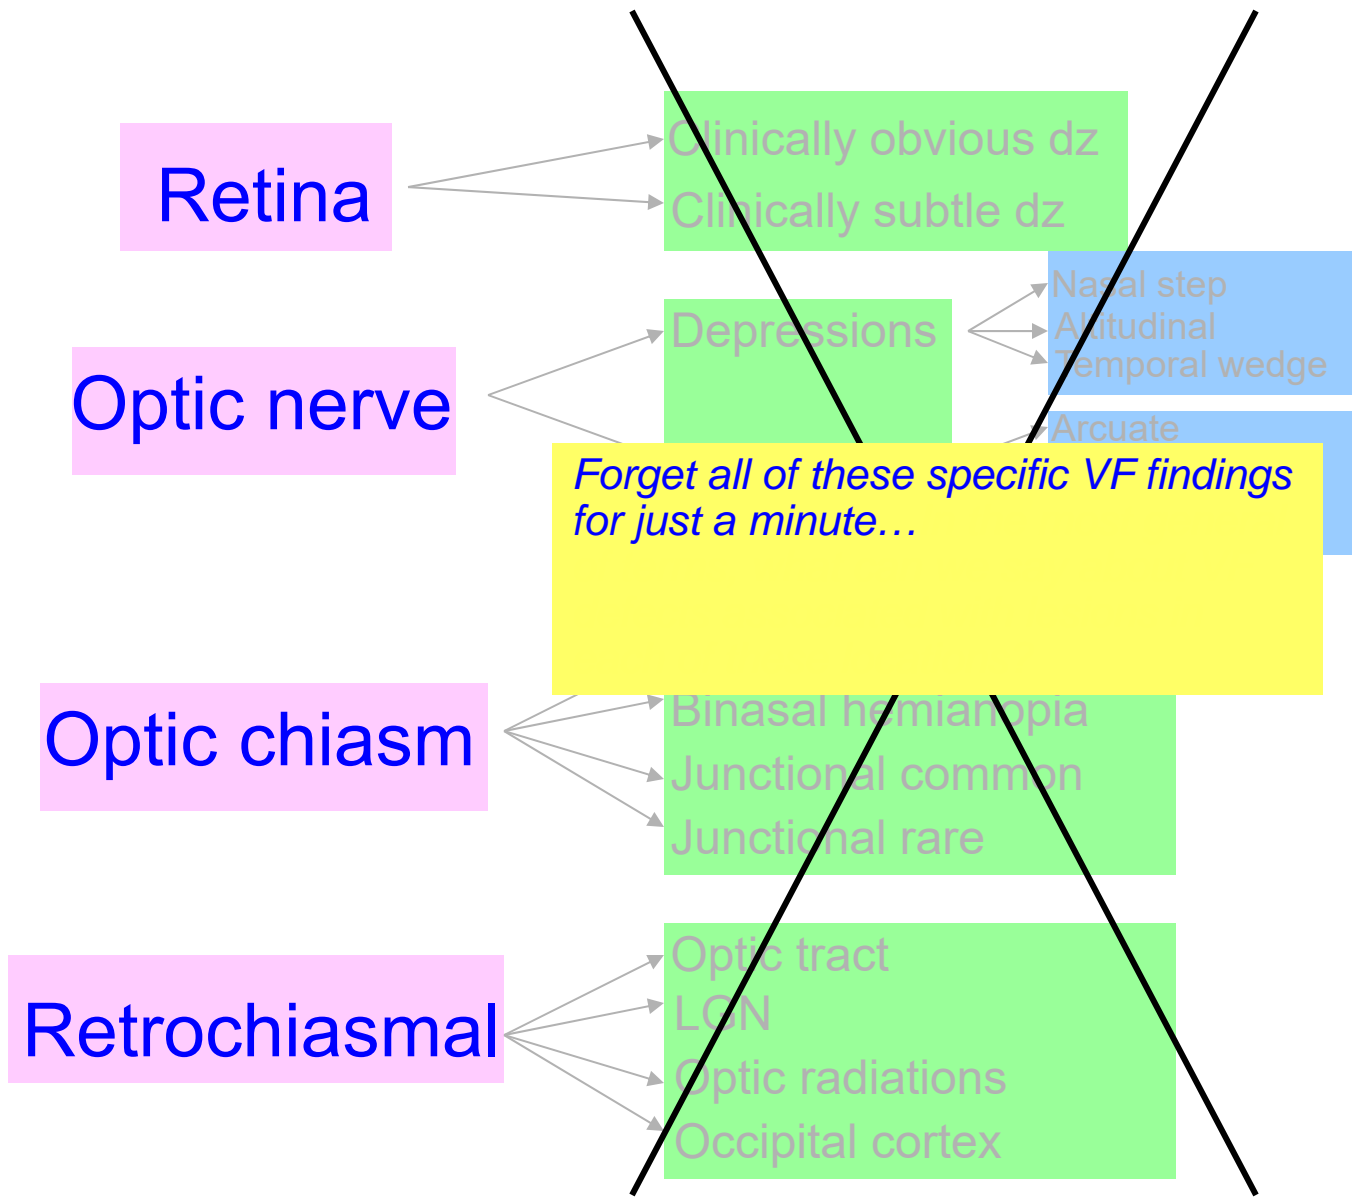 Retina
Clinically obvious dz
Clinically subtle dz
Optic nerve
Depressions
Nasal step
Altitudinal
Temporal wedge
Arcuate
Forget all of these specific VF findings
for just a minute…
Optic chiasm
Binasal hemianopia
Junctional common
Junctional rare
Retrochiasmal
Optic tract
LGN
Optic radiations
Occipital cortex